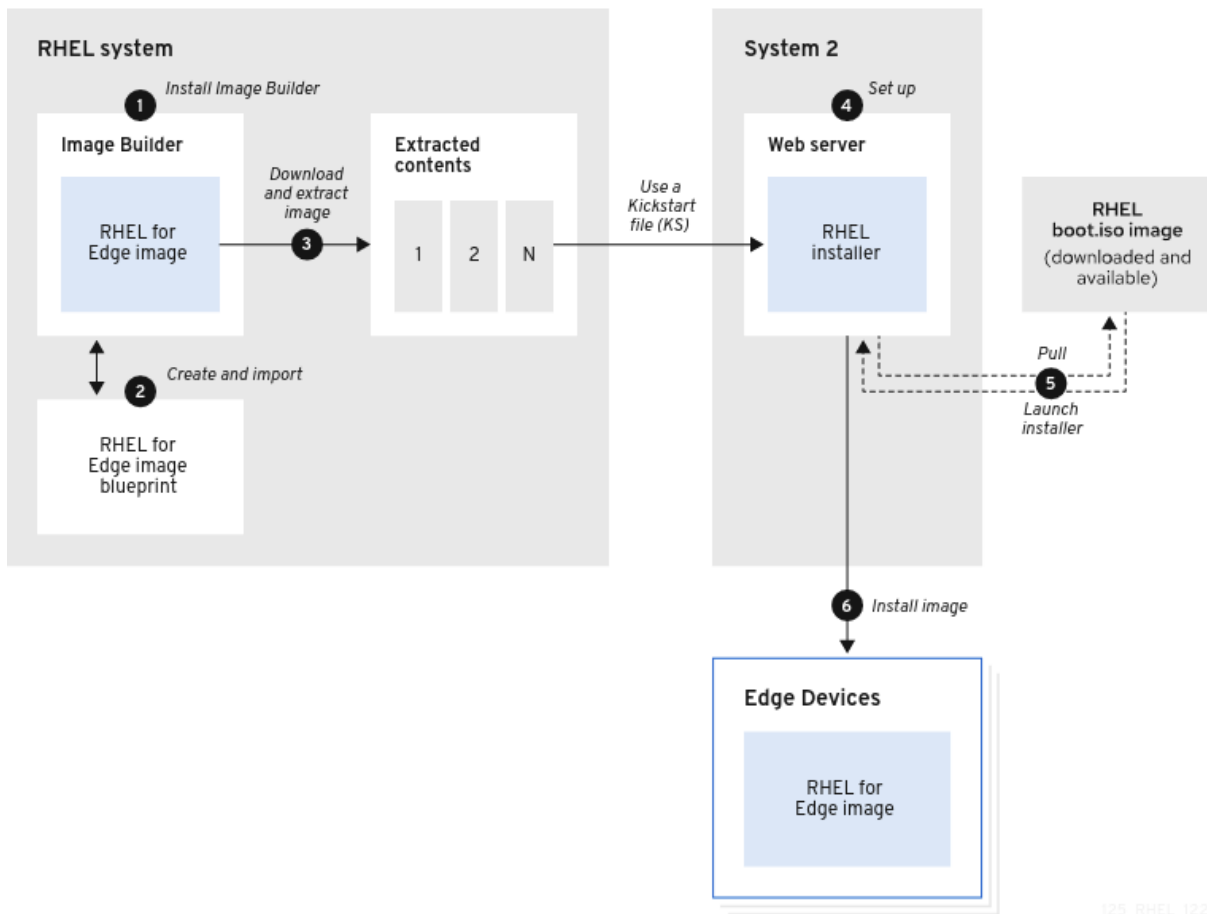 RHEL system
1
Install Image Builder
Image Builder
RHEL for
Edge image
Download
and extract
image
3
Extracted
contents
1
2
N
2
Create and import
RHEL for
Edge image
blueprint
Use a
Kickstart
file (KS)
System 2
4
Set up
Web server
RHEL
installer
RHEL
boot.iso image
(downloaded and
available)
Pull
5
Launch
installer
6
Install image
Edge Devices
RHEL for
Edge image